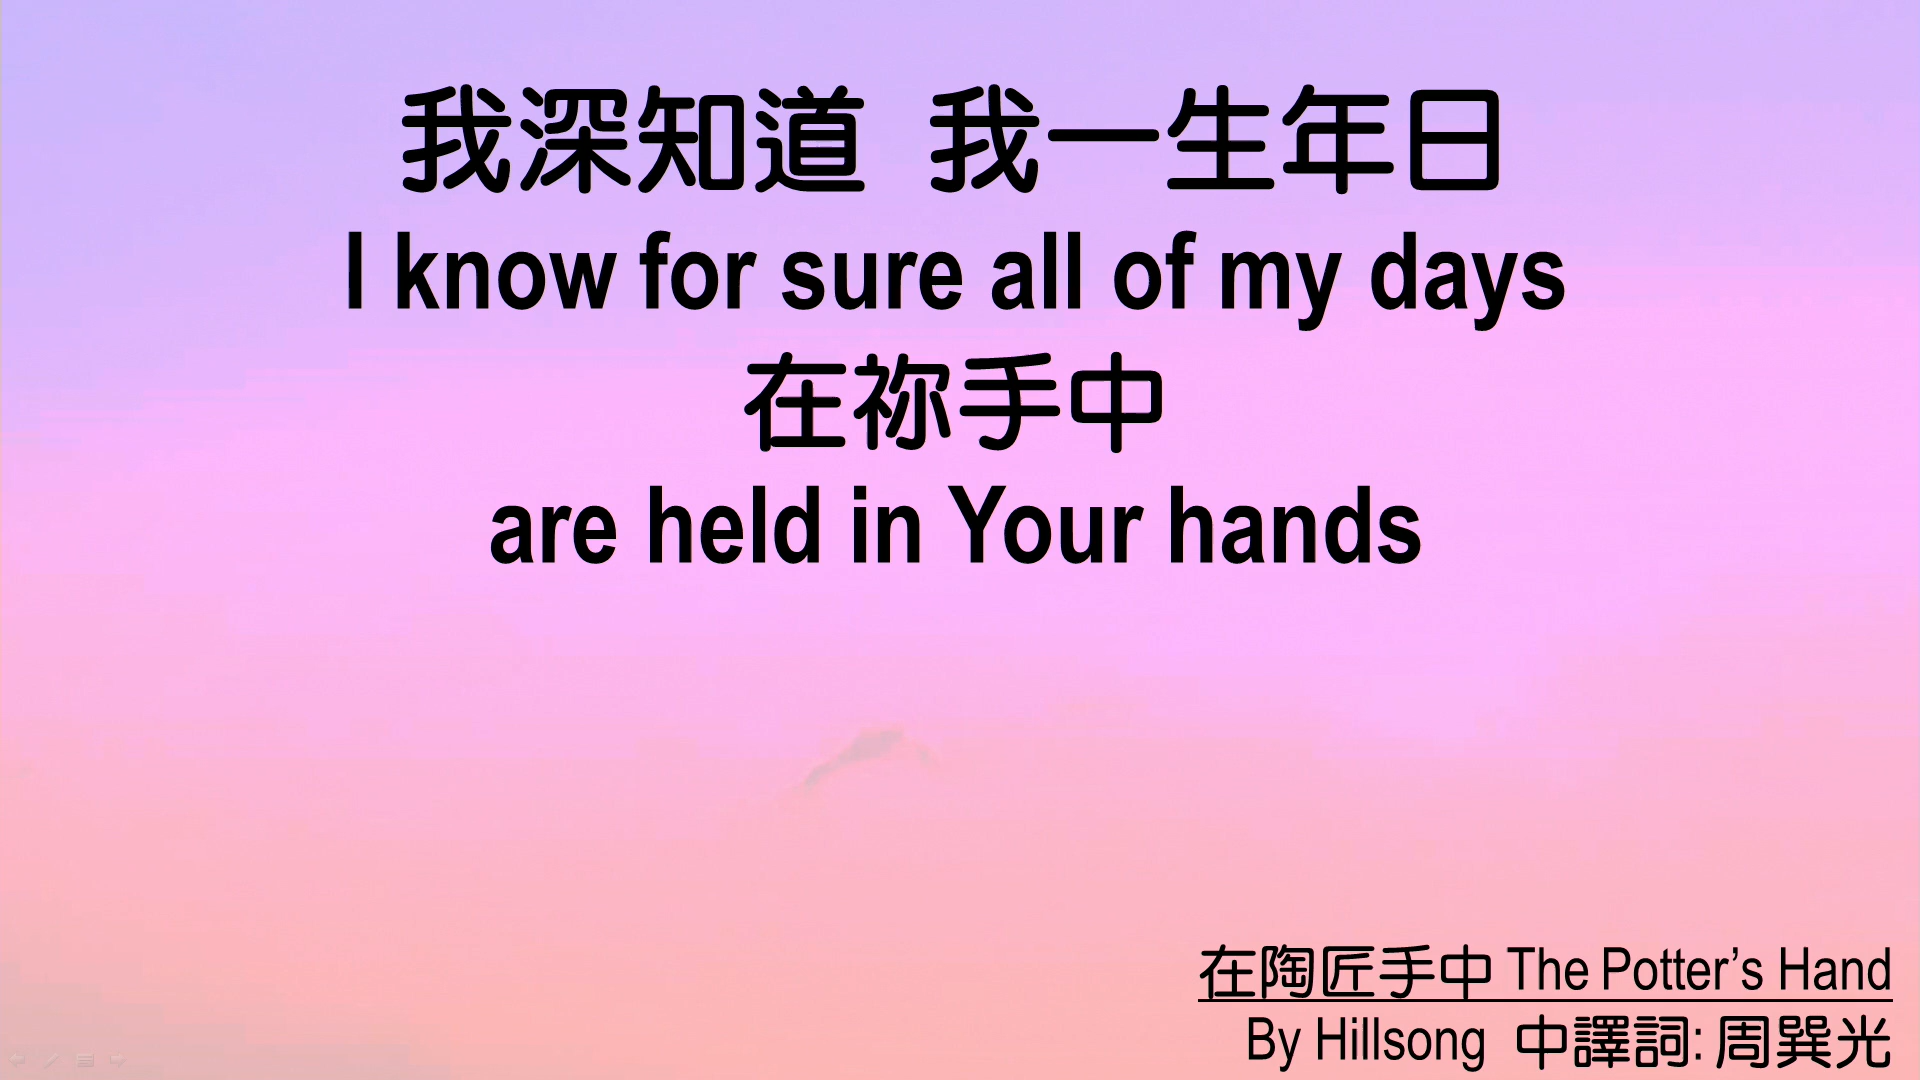 我深知道 我一生年日
I know for sure all of my days
在祢手中
are held in Your hands
在陶匠手中 The Potter’s Hand
By Hillsong 中譯詞: 周巽光